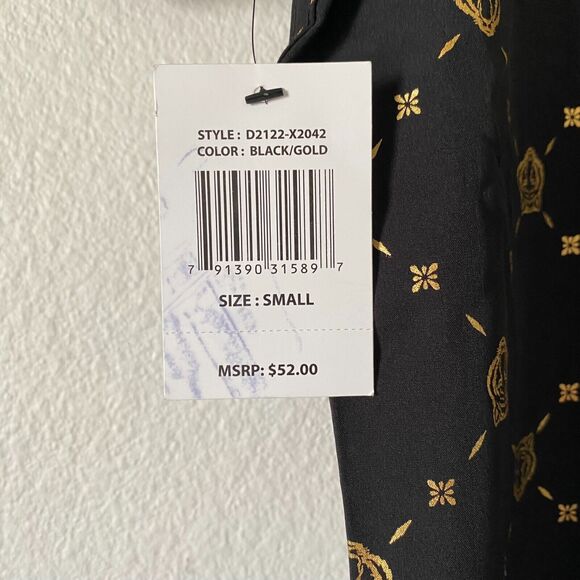 STYLE : D2122-X2042
COLOR : BLACK/GOLD
7 91390 31589 7
SIZE : SMALL
MSRP: $52.00